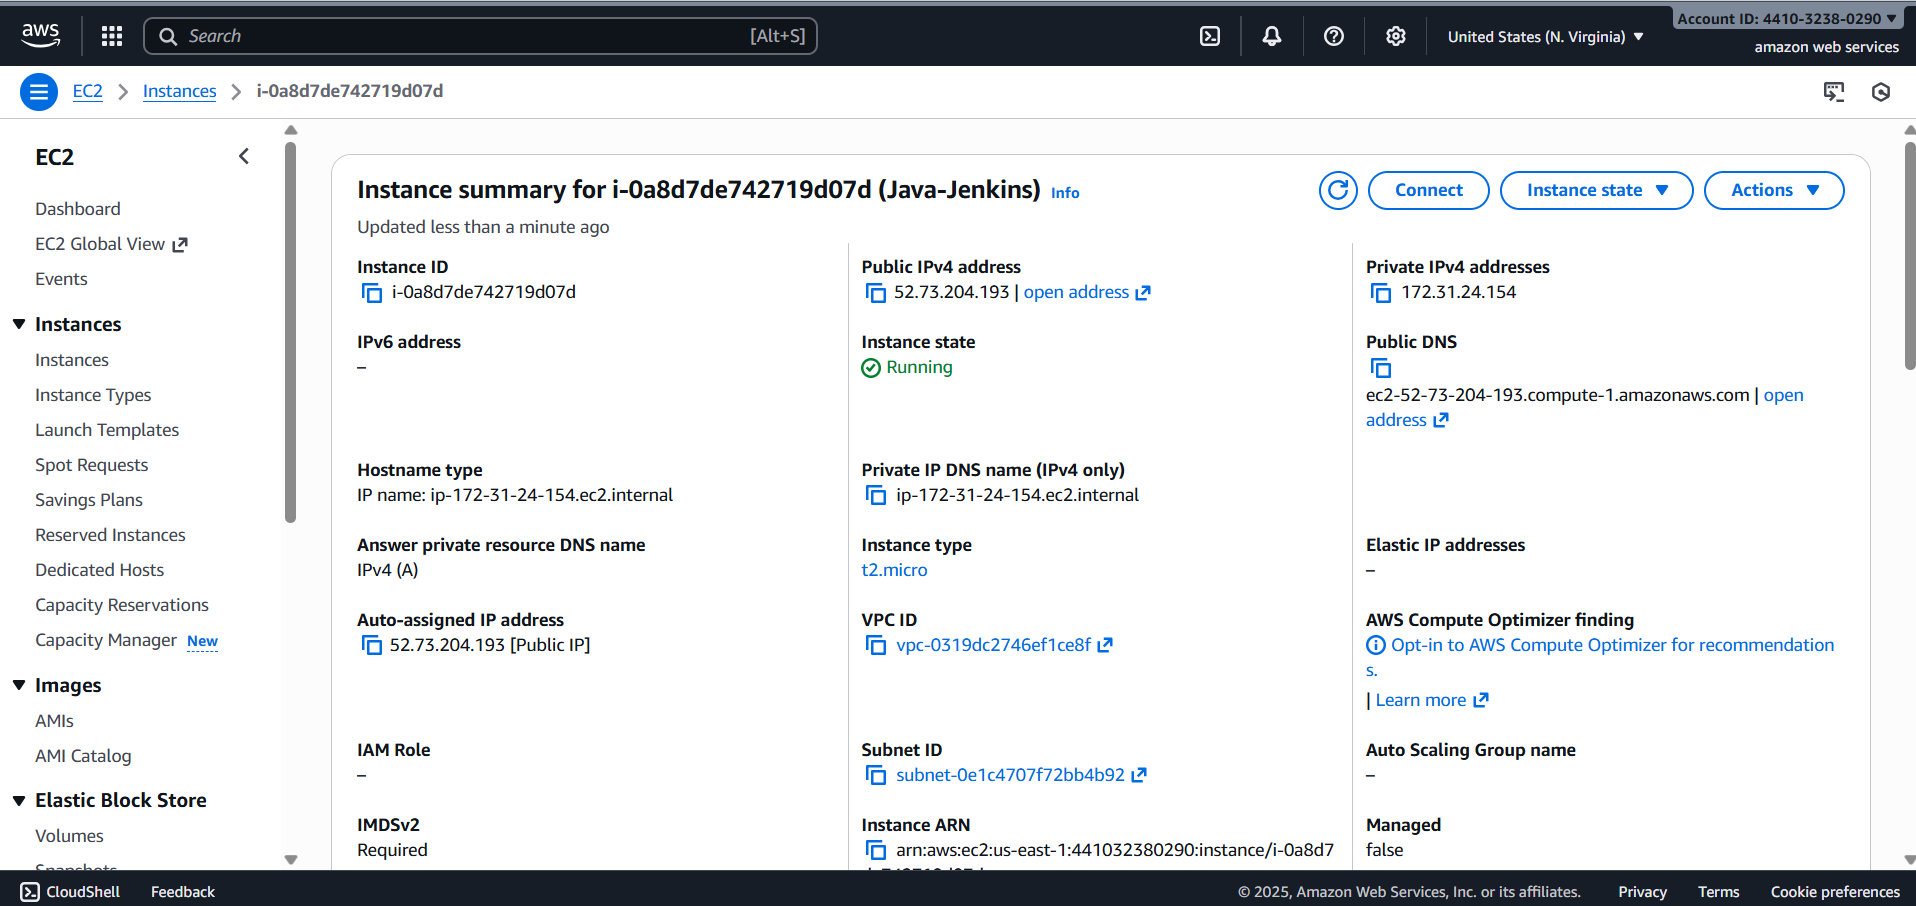 aws
Search
[Alt+S]
United States (N. Virginia)
Account ID: 4410-3238-0290
amazon web services
EC2
Instances
i-0a8d7de742719d07d
EC2
Dashboard
EC2 Global View
Events
Instances
Instances
Instance Types
Launch Templates
Spot Requests
Savings Plans
Reserved Instances
Dedicated Hosts
Capacity Reservations
Capacity Manager New
Images
AMIs
AMI Catalog
Elastic Block Store
Volumes
Snapshots
Instance summary for i-0a8d7de742719d07d (Java-Jenkins) Info
Updated less than a minute ago
Connect
Instance state
Actions
Instance ID
i-0a8d7de742719d07d
Public IPv4 address
52.73.204.193 | open address
Private IPv4 addresses
172.31.24.154
IPv6 address
–
Instance state
Running
Public DNS
ec2-52-73-204-193.compute-1.amazonaws.com | open
address
Hostname type
IP name: ip-172-31-24-154.ec2.internal
Private IP DNS name (IPv4 only)
ip-172-31-24-154.ec2.internal
Answer private resource DNS name
IPv4 (A)
Instance type
t2.micro
Elastic IP addresses
–
Auto-assigned IP address
52.73.204.193 [Public IP]
VPC ID
vpc-0319dc2746ef1ce8f
AWS Compute Optimizer finding
Opt-in to AWS Compute Optimizer for recommendation
s.
| Learn more
IAM Role
–
Subnet ID
subnet-0e1c4707f72bb4b92
Auto Scaling Group name
–
IMDSv2
Required
Instance ARN
arn:aws:ec2:us-east-1:441032380290:instance/i-0a8d7
Managed
false
CloudShell
Feedback
© 2025, Amazon Web Services, Inc. or its affiliates.
Privacy
Terms
Cookie preferences